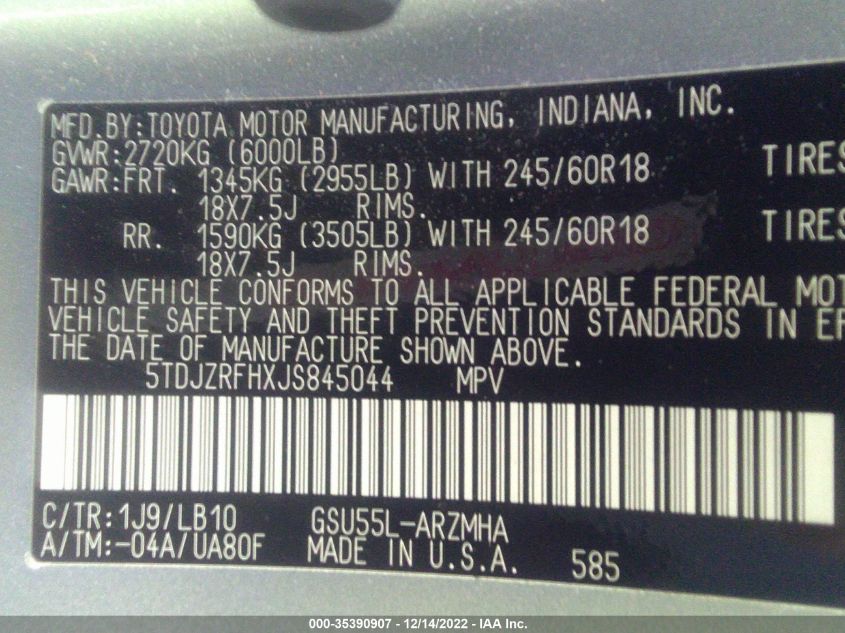 MFD.BY:TOYOTA MOTOR MANUFACTURING, INDIANA, INC.
GVWR:2720KG (6000LB)
GAWR:FRT. 1345KG (2955LB) WITH 245/60R18 TIRES
18X7.5J RIMS.
RR. 1590KG (3505LB) WITH 245/60R18 TIRES
18X7.5J RIMS.
THIS VEHICLE CONFORMS TO ALL APPLICABLE FEDERAL MOT
VEHICLE SAFETY AND THEFT PREVENTION STANDARDS IN EF
THE DATE OF MANUFACTURE SHOWN ABOVE.
5TDJZRFHXJS845044 MPV
C/TR:1J9/LB10 GSU55L-ARZMHA
A/TM:-04A/UA80F MADE IN U.S.A. 585
000-35390907 - 12/14/2022 - IAA Inc.